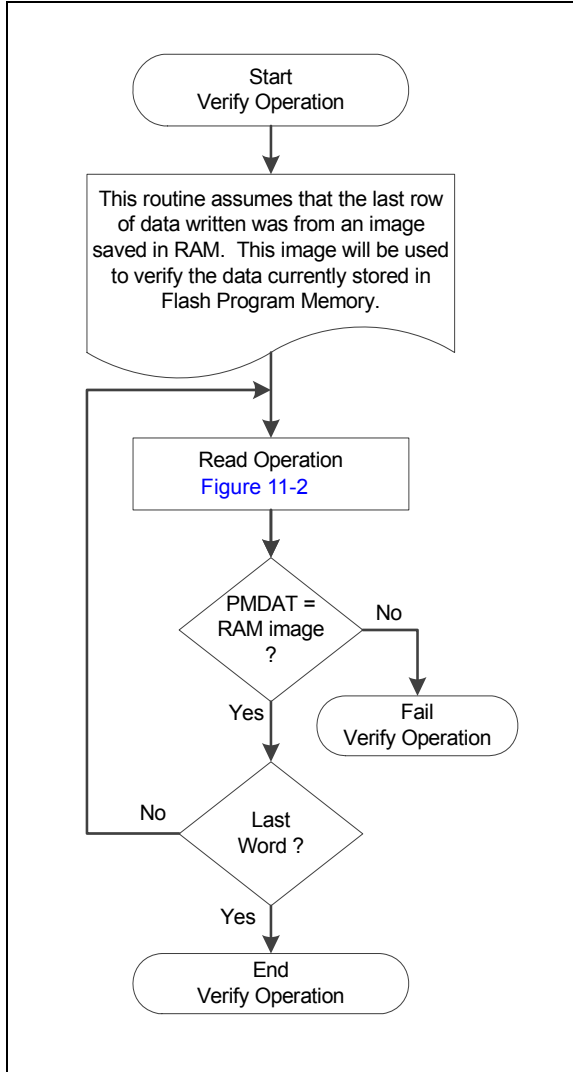 Start
Verify Operation
This routine assumes that the last row
of data written was from an image
saved in RAM.  This image will be used
to verify the data currently stored in
Flash Program Memory.
Read Operation
Figure 11-2
PMDAT =
RAM image
?
No
Yes
Fail
Verify Operation
No
Last
Word ?
Yes
End
Verify Operation